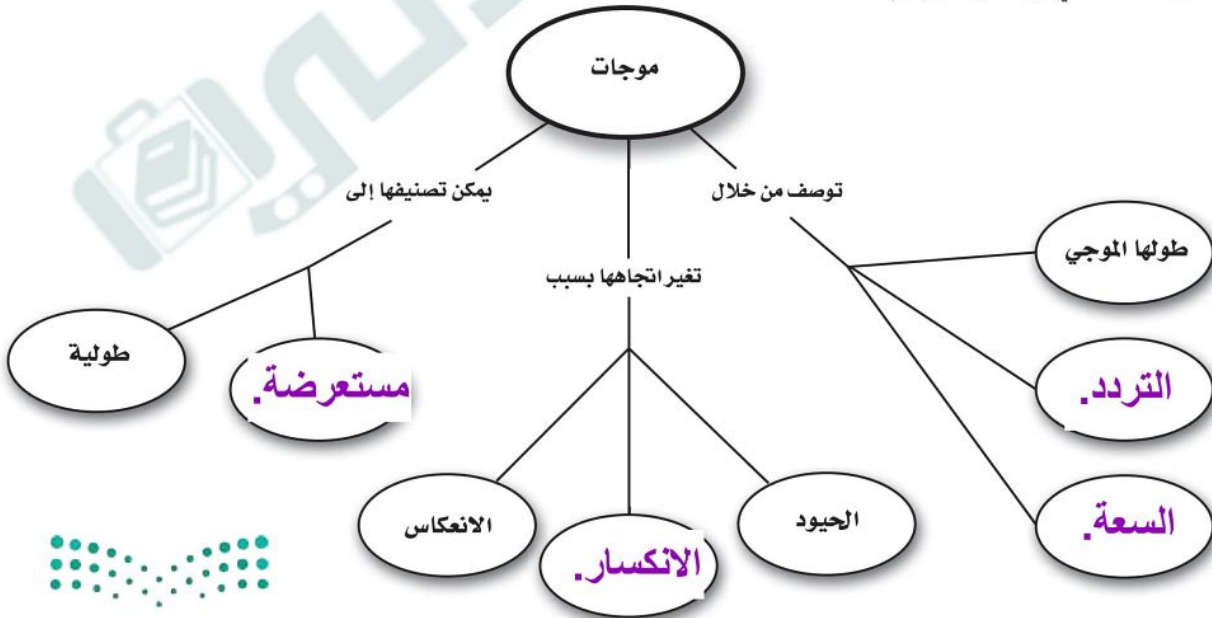 موجات
توصف من خلال
تغير اتجاهها بسبب
يمكن تصنيفها إلى
طولها الموجي
التردد.
السعة.
الحيود
الانكسار.
الانعكاس
مستعرضة.
طولية